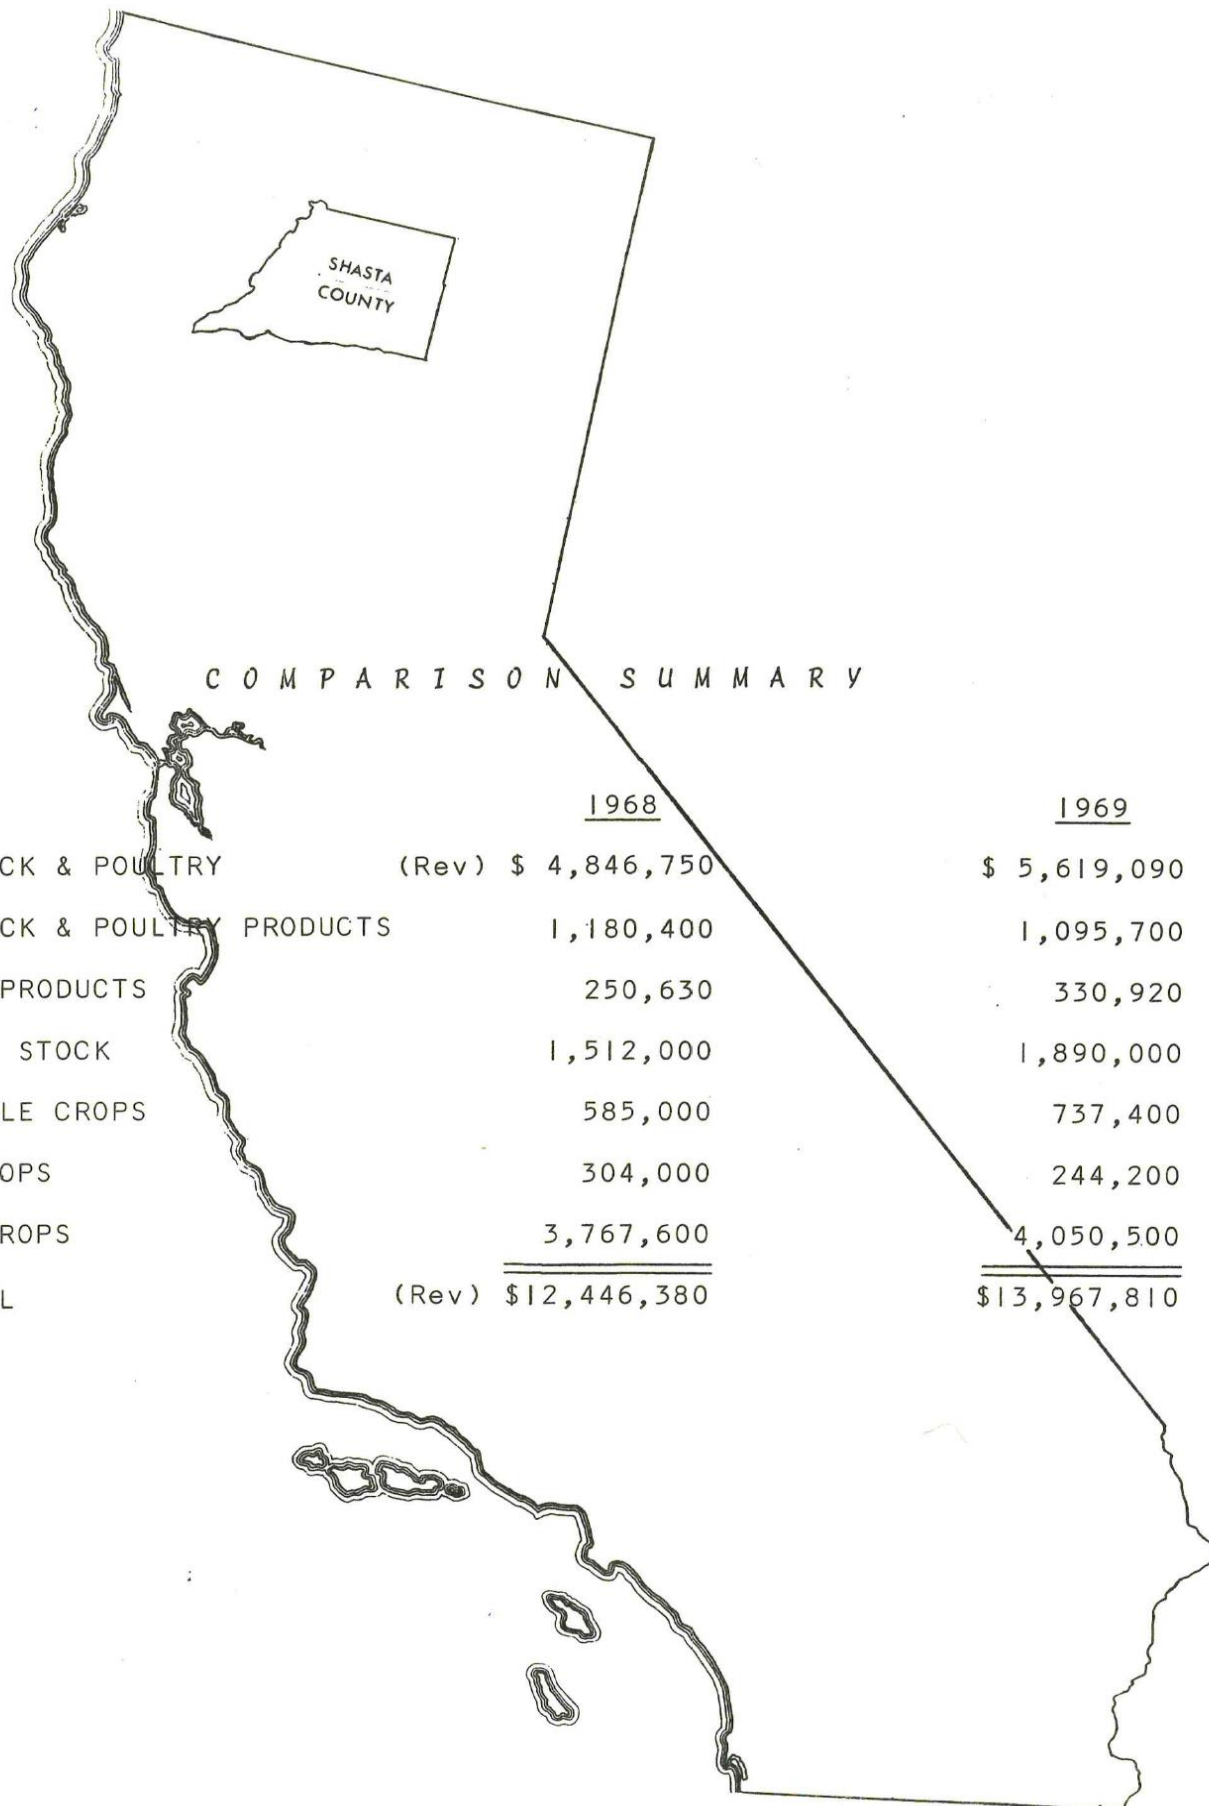 SHASTA
COUNTY
COMPARISON SUMMARY
1968 1969
CK & POULTRY (Rev) $ 4,846,750 $ 5,619,090
CK & POULTRY PRODUCTS 1,180,400 1,095,700
PRODUCTS 250,630 330,920
STOCK 1,512,000 1,890,000
LE CROPS 585,000 737,400
OPS 304,000 244,200
ROPS 3,767,600 4,050,500
L (Rev) $12,446,380 $13,967,810